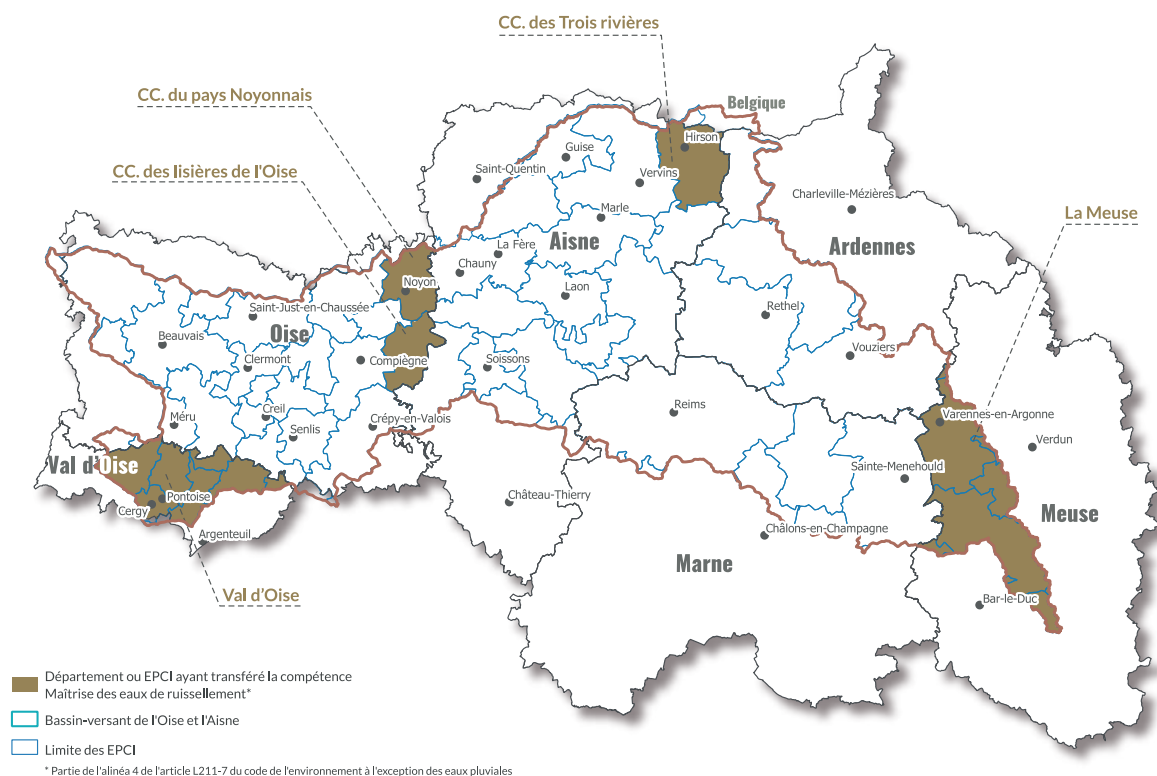 CC. des Trois rivières
CC. du pays Noyonnais
Belgique
Hirson
Guise
CC. des lisières de l'Oise
Saint-Quentin
Vervins
Charleville-Mézières
Marle
La Meuse
Aisne
Ardennes
La Fère
Chauny
Noyon
Laon
Saint-Just-en-Chaussée
Rethel
Oise
Beauvais
Vouziers
Clermont
Compiègne
Soissons
Reims
Méru
Creil
Crépy-en-Valois
Varennes-en-Argonne
Senlis
Verdun
Val d'Oise
Sainte-Menehould
Pontoise
Château-Thierry
Cergy
Meuse
Argenteuil
Châlons-en-Champagne
Marne
Val d'Oise
Bar-le-Duc
Département ou EPCI ayant transféré la compétence
Maîtrise des eaux de ruissellement*
Bassin-versant de l'Oise et l'Aisne
Limite des EPCI
* Partie de l'alinéa 4 de l'article L211-7 du code de l'environnement à l'exception des eaux pluviales